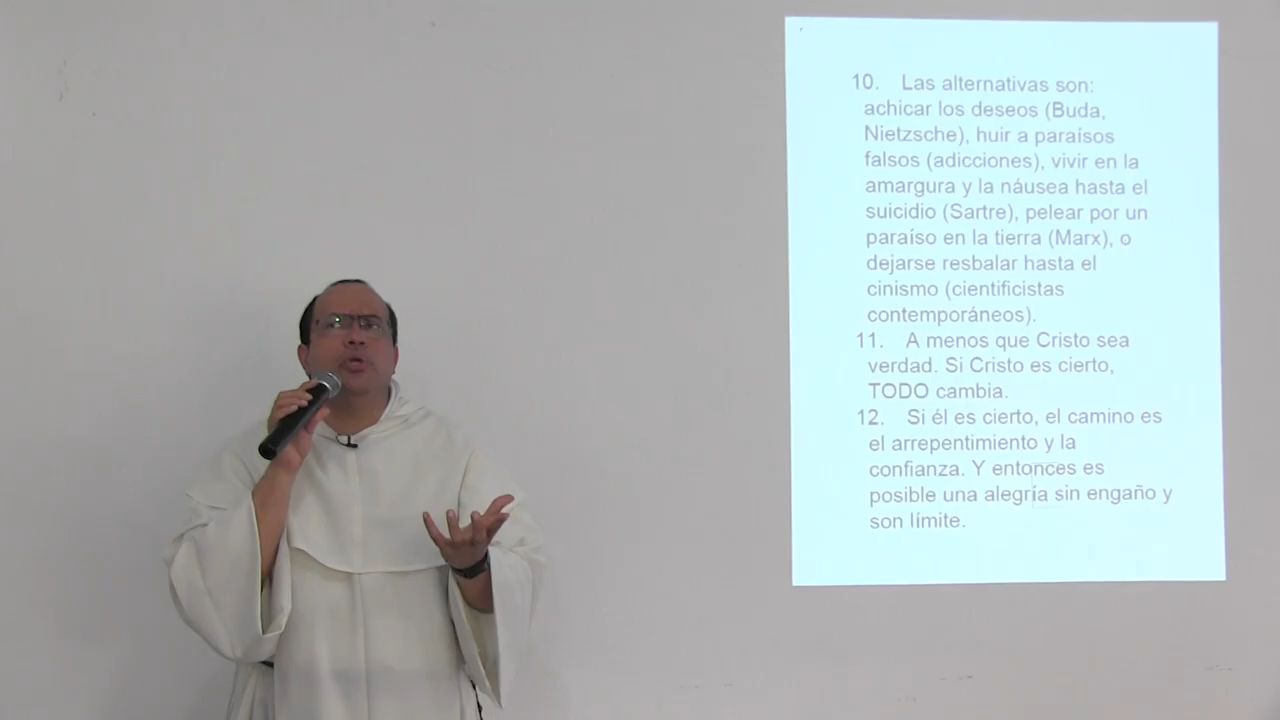 10. Las alternativas son:
achicar los deseos (Buda,
Nietzsche), huir a paraísos
falsos (adicciones), vivir en la
amargura y la náusea hasta el
suicidio (Sartre), pelear por un
paraíso en la tierra (Marx), o
dejarse resbalar hasta el
cinismo (cientificistas
contemporáneos).
11. A menos que Cristo sea
verdad. Si Cristo es cierto,
TODO cambia.
12. Si él es cierto, el camino es
el arrepentimiento y la
confianza. Y entonces es
posible una alegría sin engaño y
son límite.